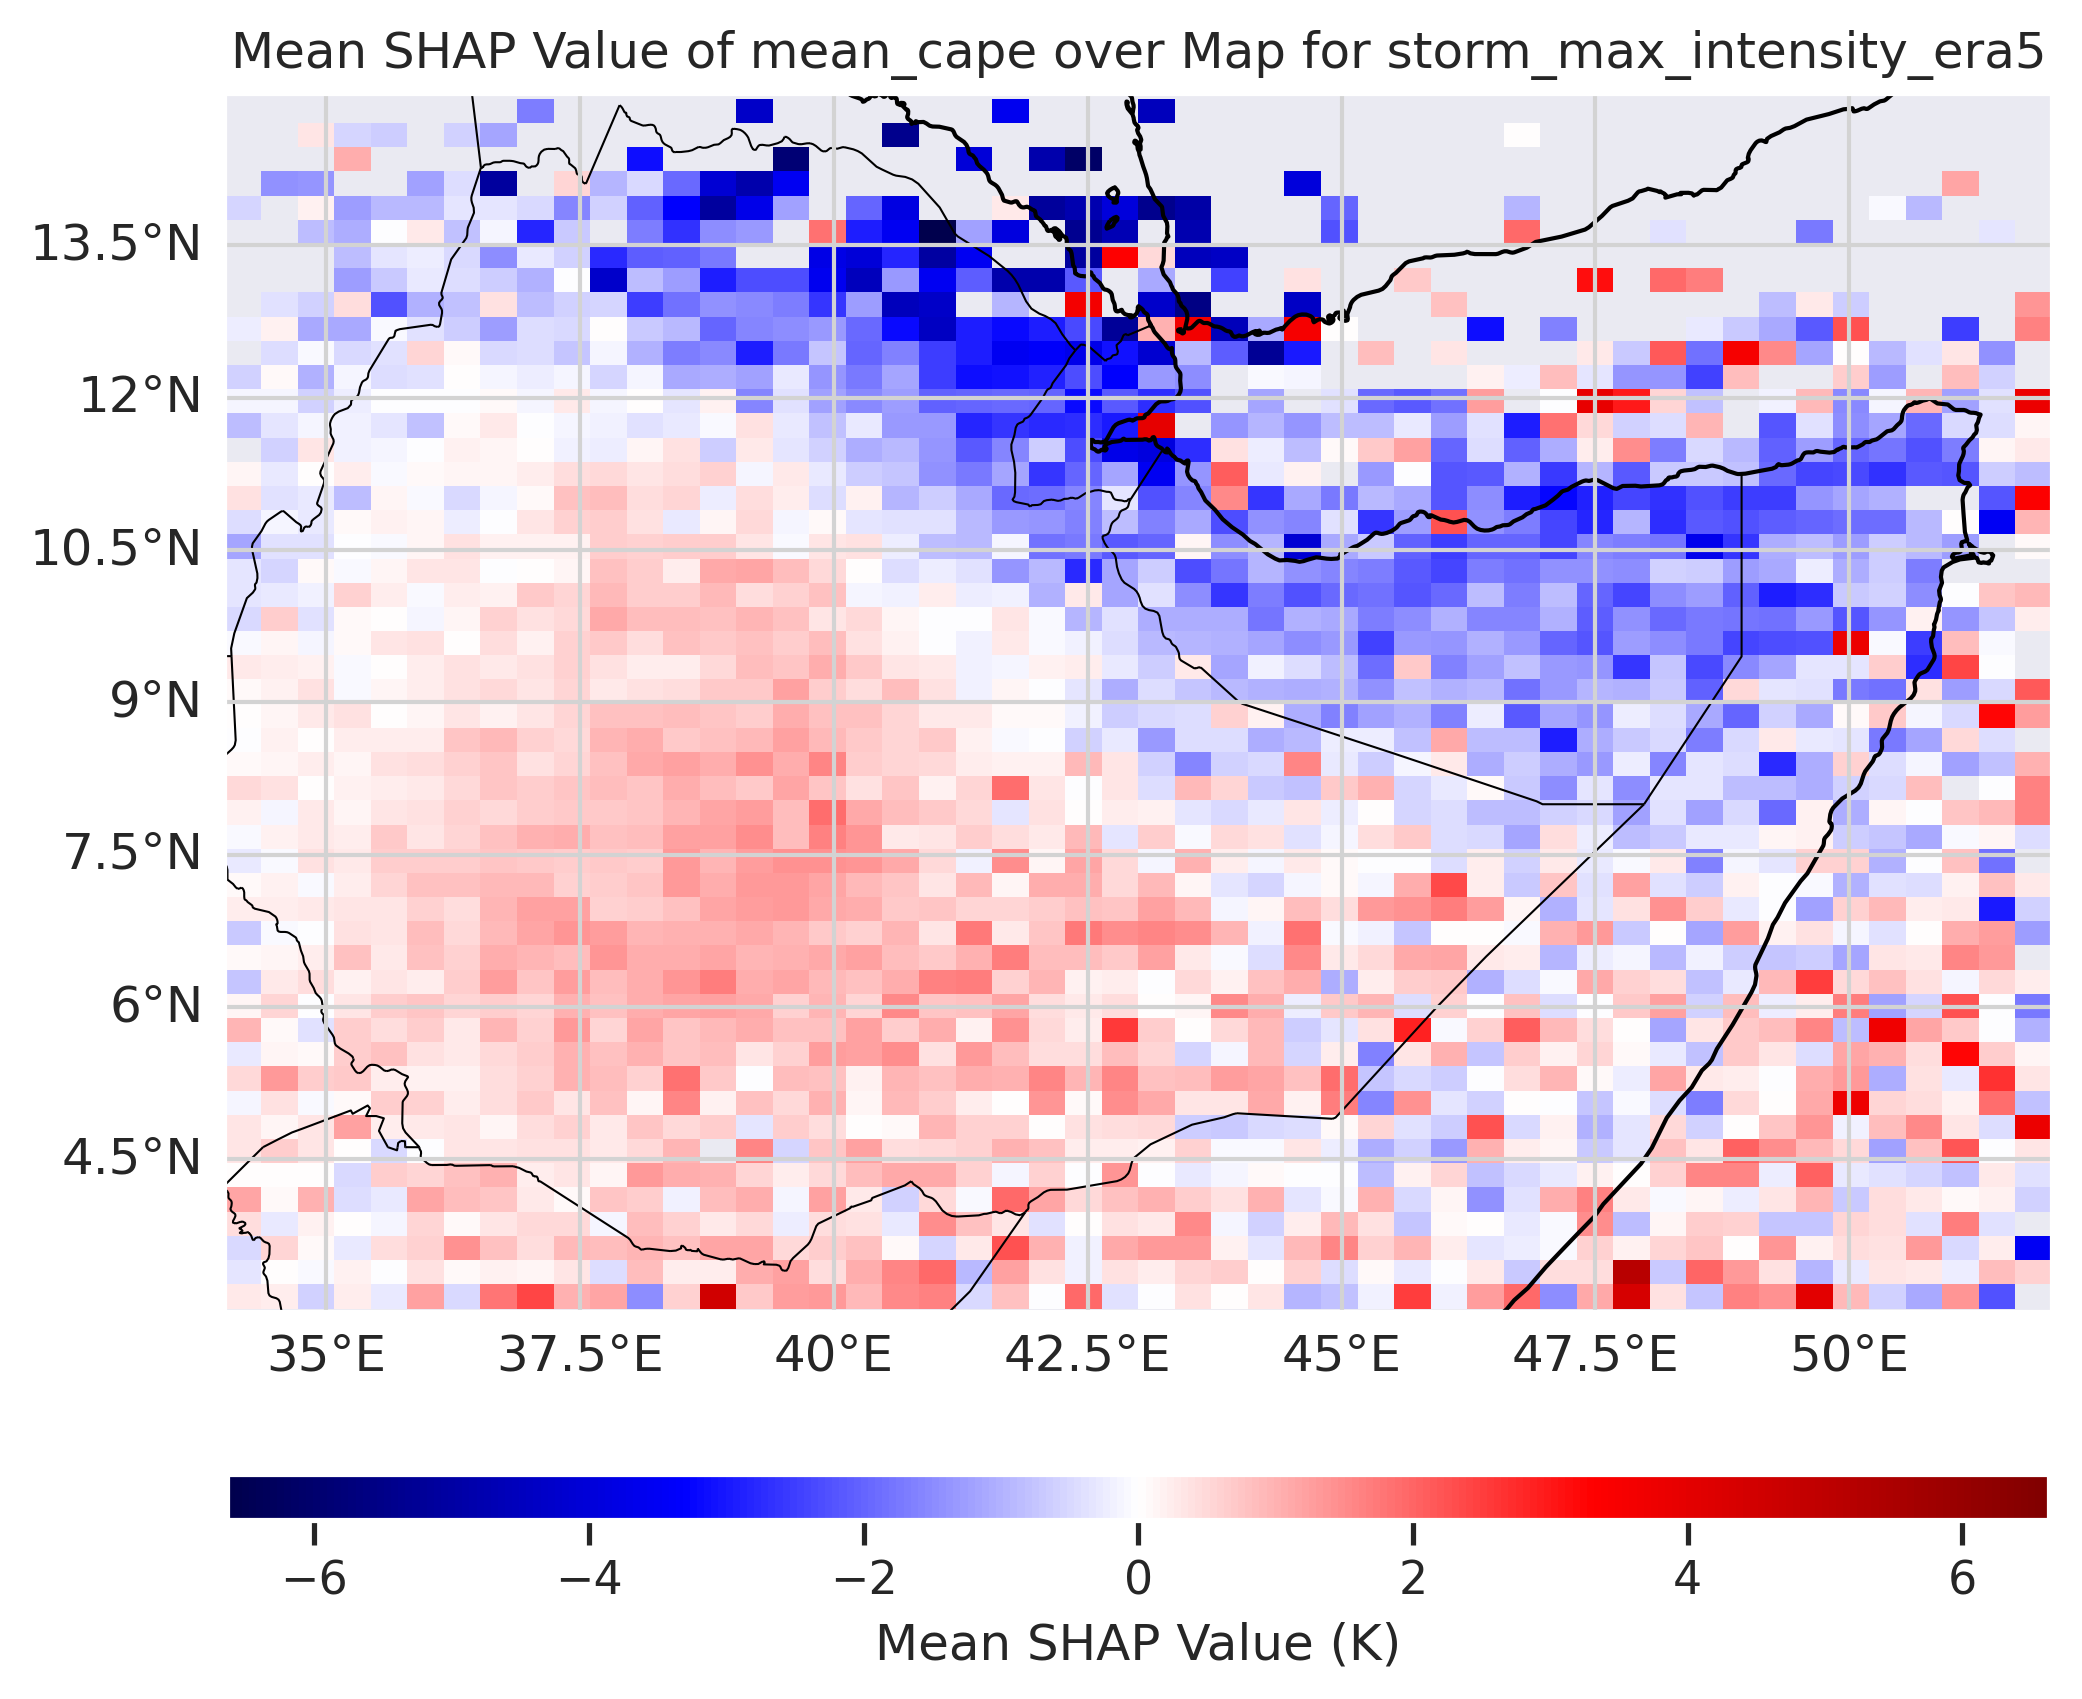 Mean SHAP Value of mean_cape over Map for storm_max_intensity_era5
13.5°N
12°N
10.5°N
9°N
7.5°N
6°N
4.5°N
35°E 37.5°E 40°E 42.5°E 45°E 47.5°E 50°E
−6 −4 −2 0 2 4 6
Mean SHAP Value (K)